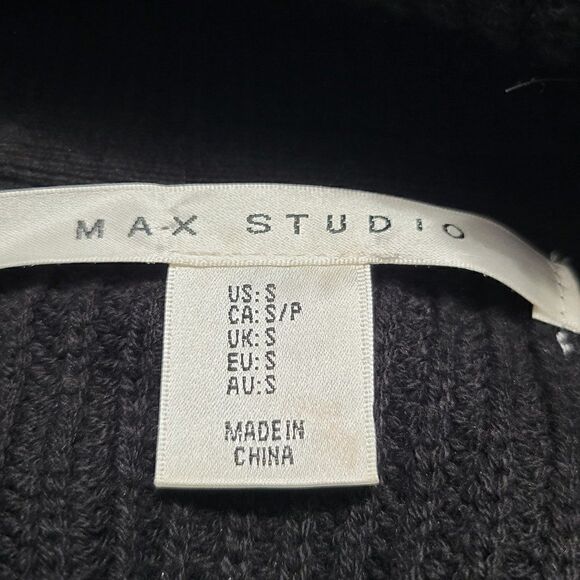 MAX STUDIO
US: S
CA: S/P
UK: S
EU: S
AU: S
MADE IN
CHINA